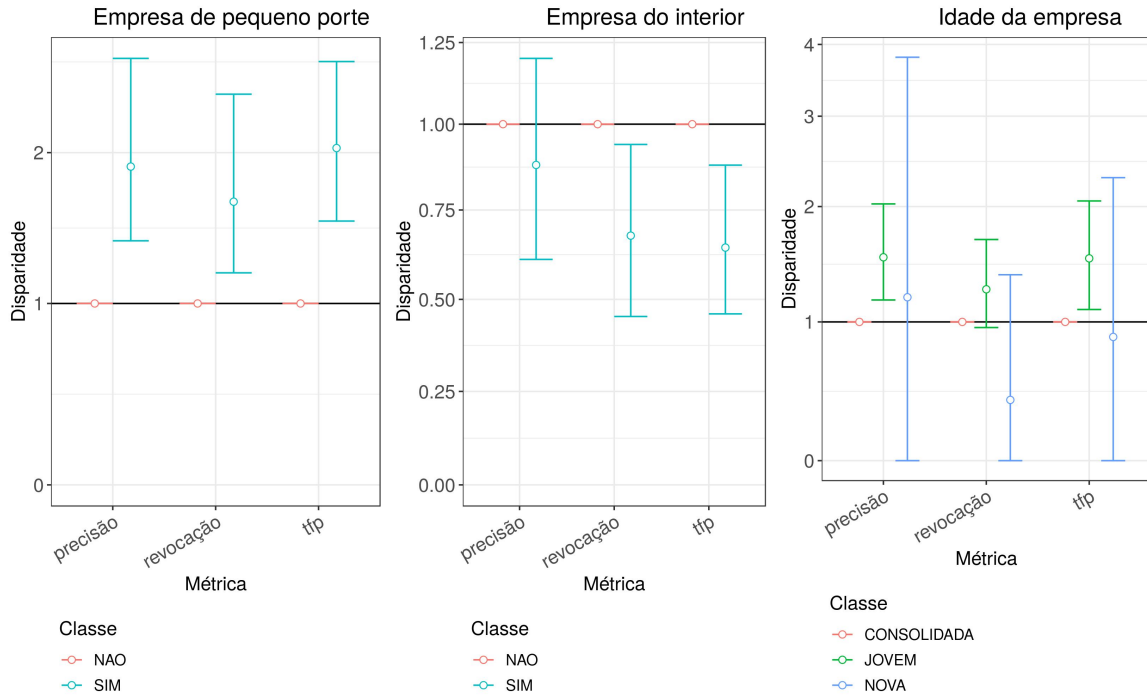 Empresa de pequeno porte
Disparidade
2
1
0
precisão
revocação
tfp
Métrica
Classe
NAO
SIM
Empresa do interior
Disparidade
1.25
1.00
0.75
0.50
0.25
0.00
precisão
revocação
tfp
Métrica
Classe
NAO
SIM
Idade da empresa
Disparidade
4
3
2
1
0
precisão
revocação
tfp
Métrica
Classe
CONSOLIDADA
JOVEM
NOVA